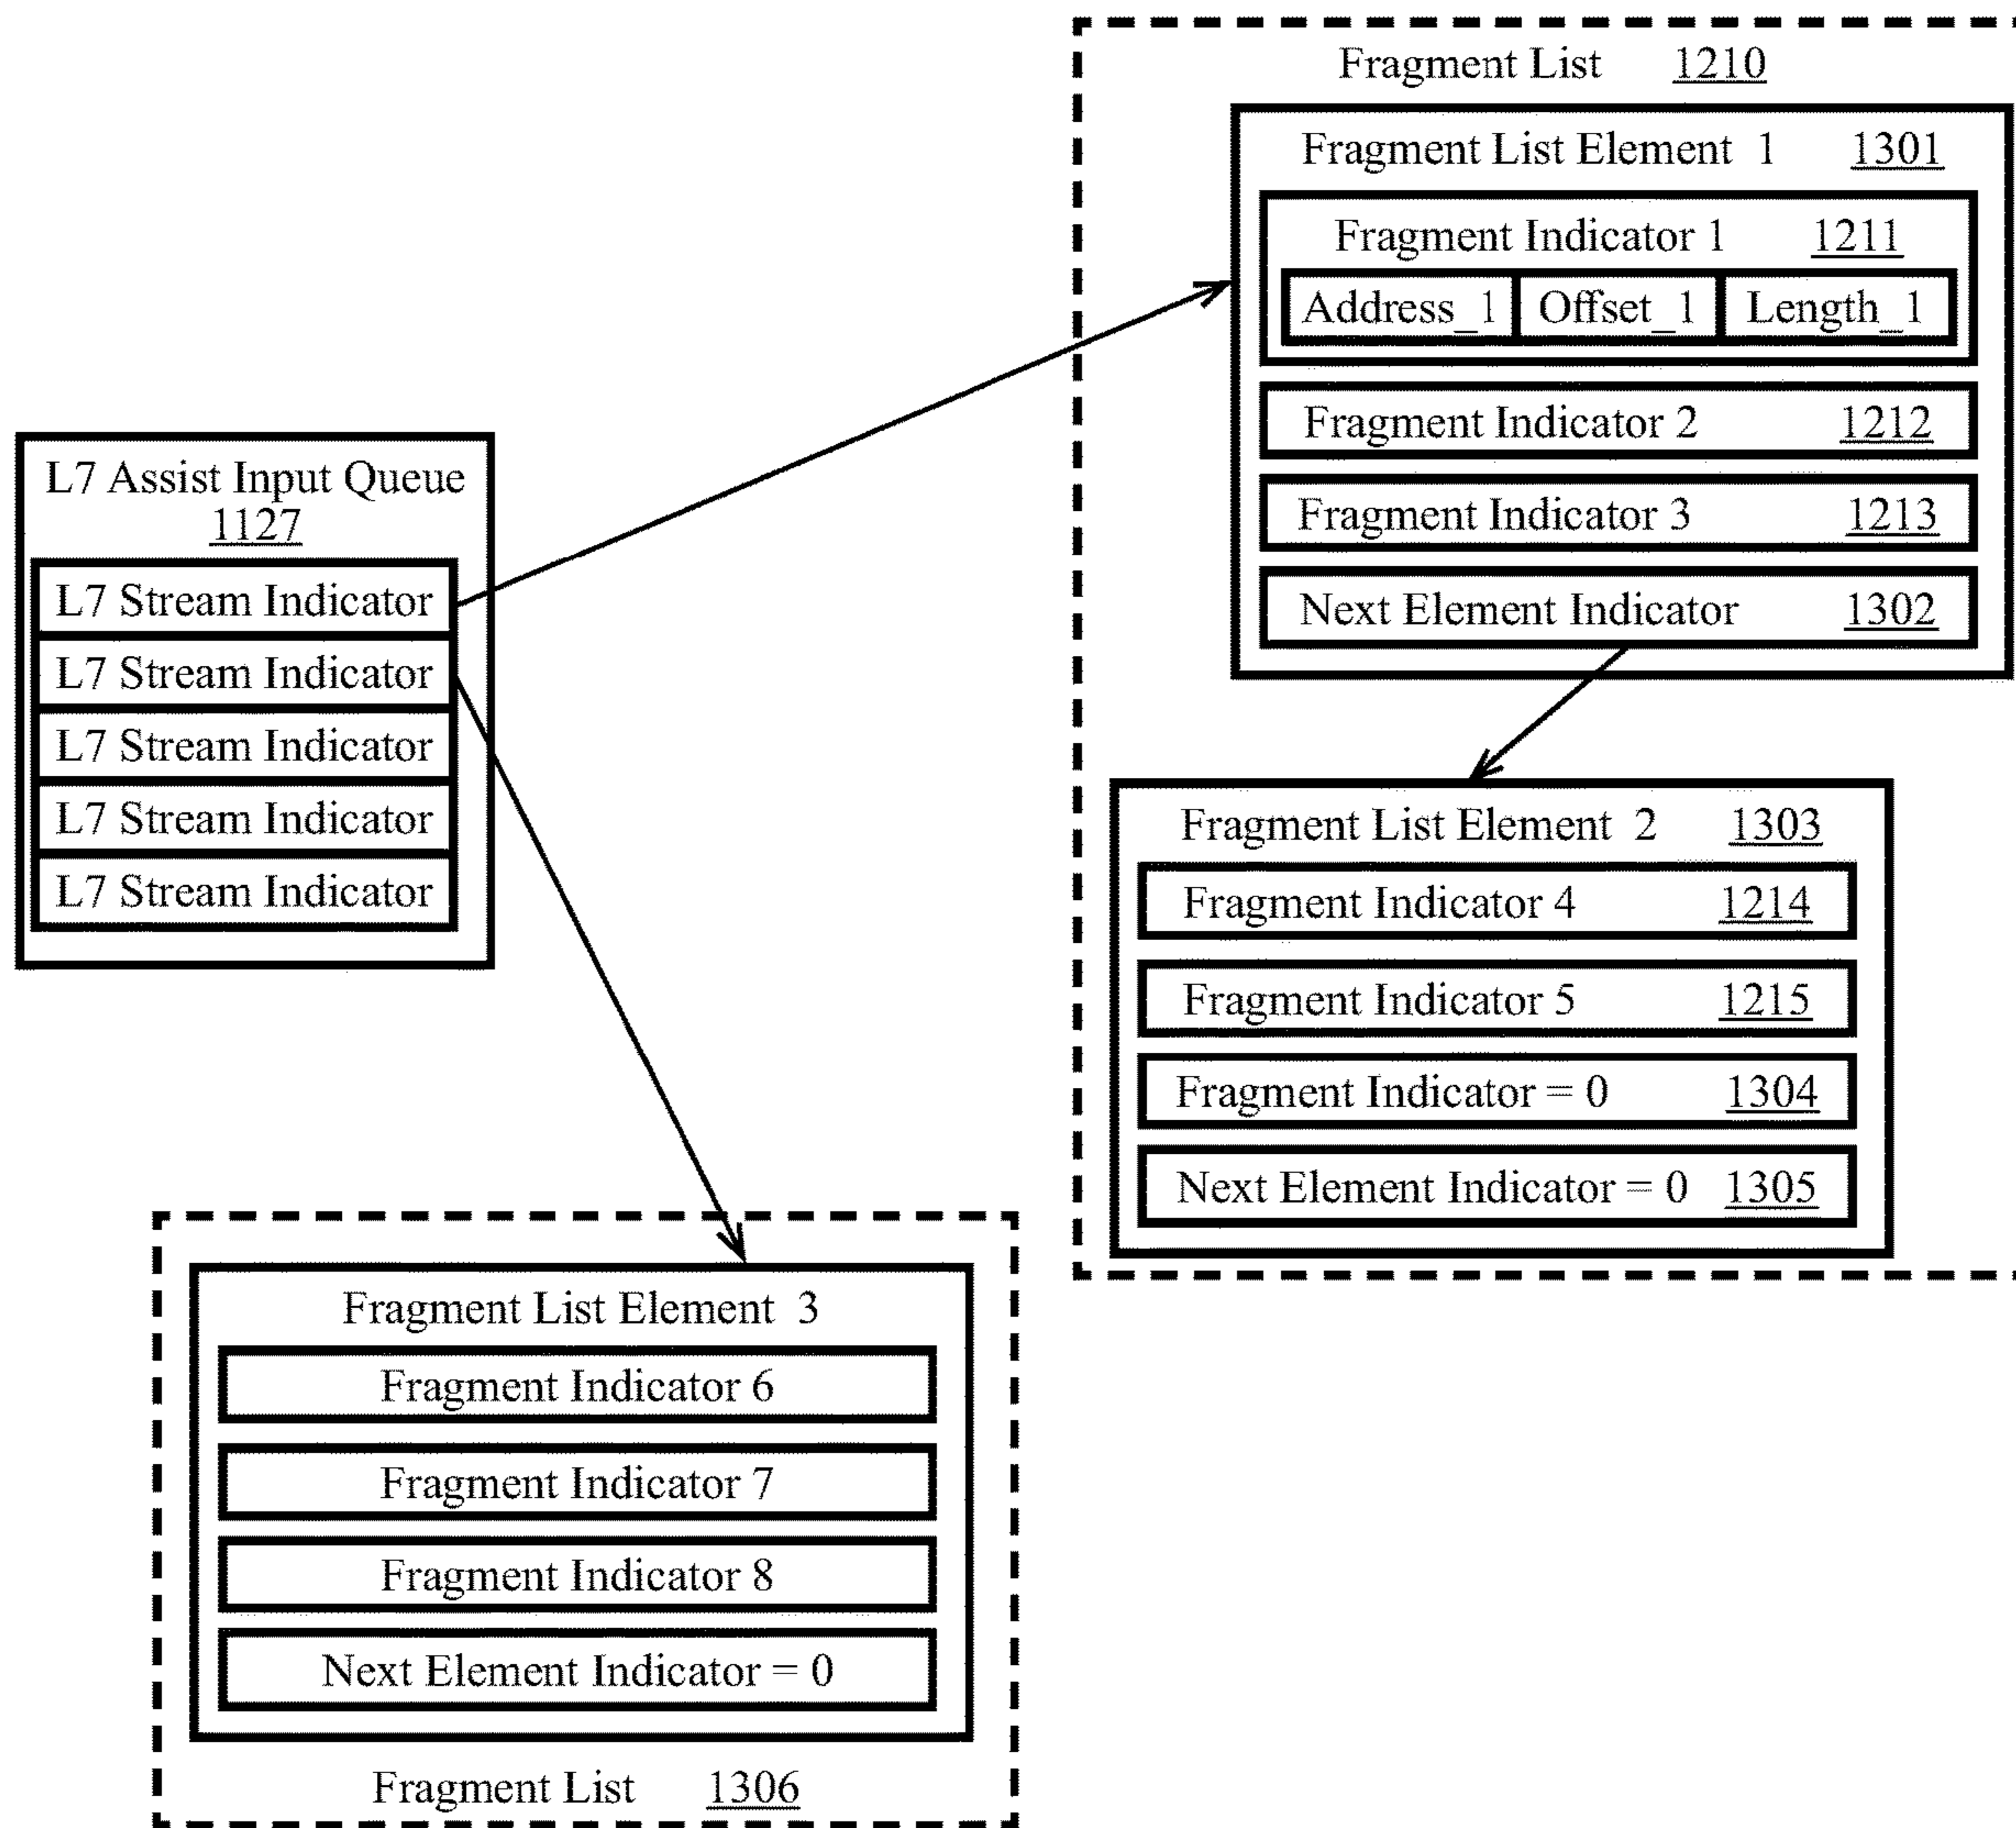 Fragment List 1210
Fragment List Element 1 1301
Fragment Indicator 1 1211
Address_1 Offset_1 Length_1
Fragment Indicator 2 1212
Fragment Indicator 3 1213
Next Element Indicator 1302
L7 Assist Input Queue
1127
L7 Stream Indicator
L7 Stream Indicator
L7 Stream Indicator
L7 Stream Indicator
L7 Stream Indicator
Fragment List Element 2 1303
Fragment Indicator 4 1214
Fragment Indicator 5 1215
Fragment Indicator = 0 1304
Next Element Indicator = 0 1305
Fragment List Element 3
Fragment Indicator 6
Fragment Indicator 7
Fragment Indicator 8
Next Element Indicator = 0
Fragment List 1306